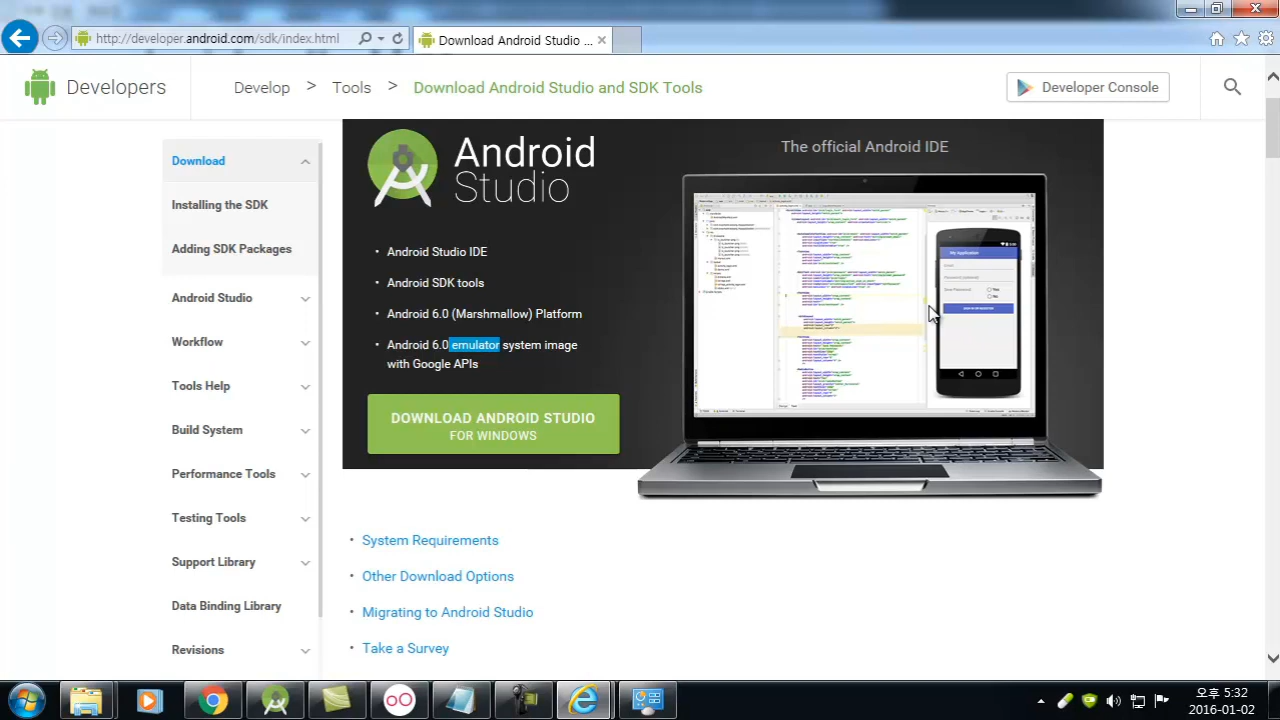 http://developer.android.com/sdk/index.html
Download Android Studio ...
Developers
Develop > Tools > Download Android Studio and SDK Tools
Developer Console
Download
Installing the SDK
Adding SDK Packages
Android Studio
Workflow
Tools Help
Build System
Performance Tools
Testing Tools
Support Library
Data Binding Library
Revisions
Android
Studio
The official Android IDE
• Android Studio IDE
• Android SDK tools
• Android 6.0 (Marshmallow) Platform
• Android 6.0 emulator system image
with Google APIs
DOWNLOAD ANDROID STUDIO
FOR WINDOWS
My Application
• System Requirements
• Other Download Options
• Migrating to Android Studio
• Take a Survey
오후 5:32
2016-01-02